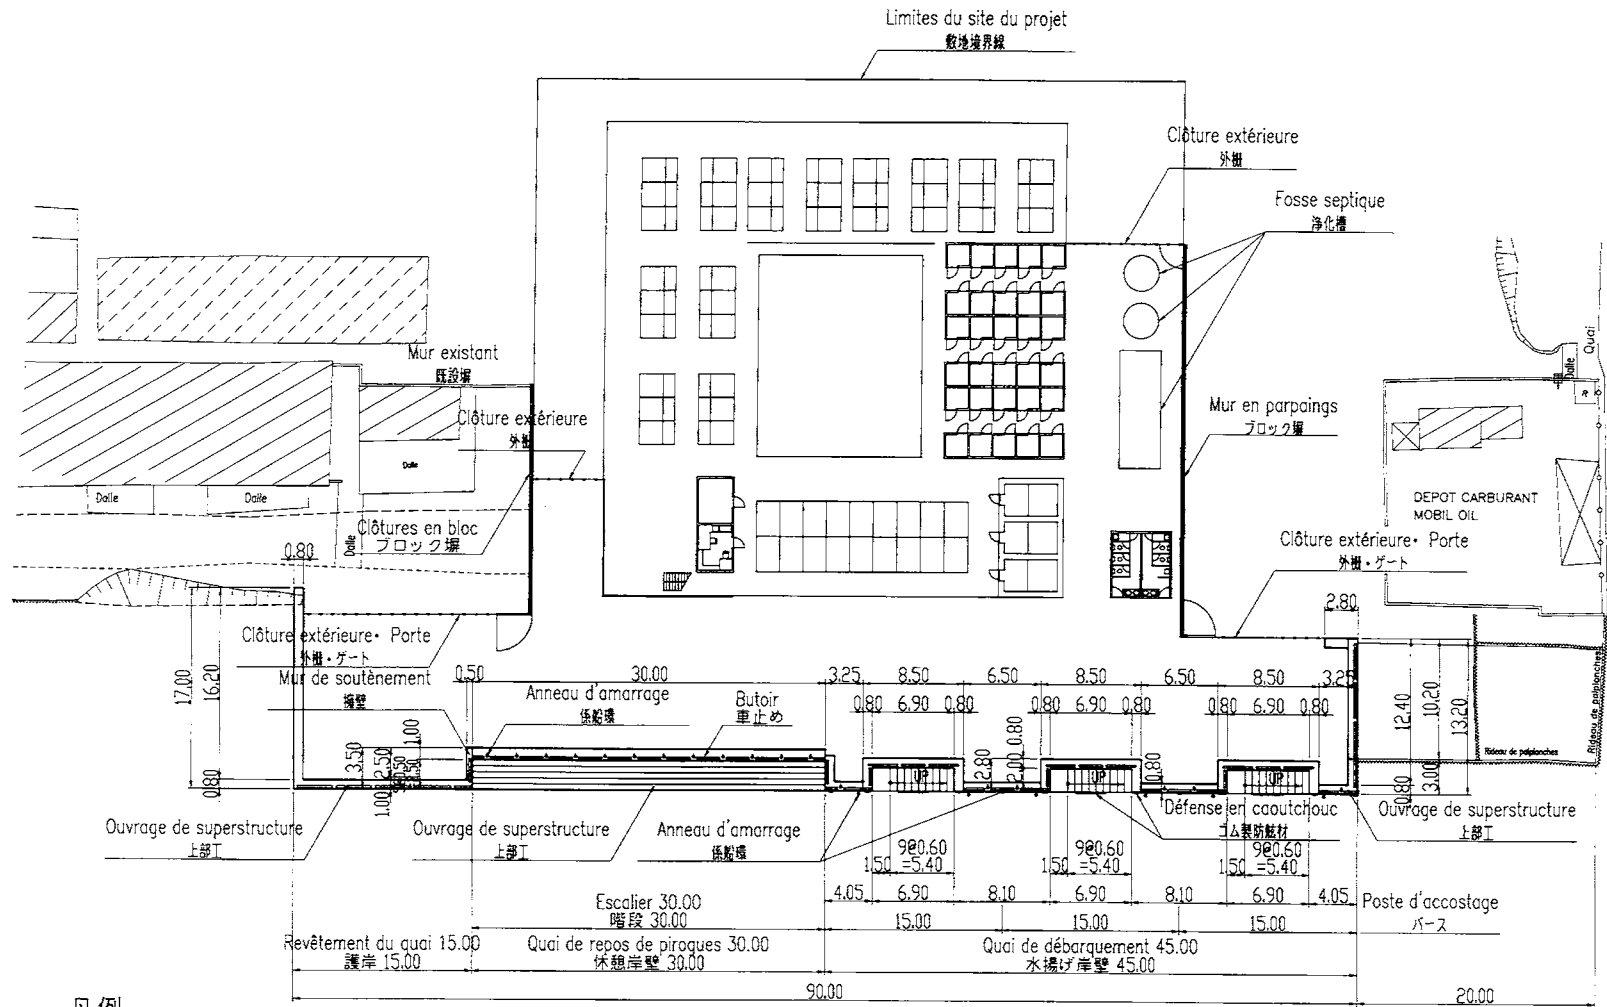 Limites du site du projet
敷地境界線
Clôture extérieure
外柵
Fosse septique
浄化槽
Quai
Dalle
Mur existant
既設塀
Clôture extérieure
外柵
Mur en parpaings
ブロック塀
Dalle
Dalle
Dalle
DEPOT CARBURANT
MOBIL OIL
Clôtures en bloc
ブロック塀
Dalle
0.80
Clôture extérieure・Porte
外柵・ゲート
2.80
Clôture extérieure・Porte
外柵・ゲート
Mur de soutènement
擁壁
17.00
16.20
0.50
30.00
3.25
8.50
6.50
8.50
6.50
8.50
3.25
Anneau d'amarrage
係船環
Butoir
車止め
0.80
6.90
0.80
0.80
6.90
0.80
0.80
6.90
0.80
12.40
10.20
13.20
Rideau de palplanches
Rideau de palplanches
3.50
2.50
1.00
0.80
1.00
2.80
2.00
0.80
0.80
UP
UP
UP
0.80
3.00
Ouvrage de superstructure
上部工
Ouvrage de superstructure
上部工
Anneau d'amarrage
係船環
Défense en caoutchouc
ゴム製防舷材
Ouvrage de superstructure
上部工
9@0.60
1.50 =5.40
9@0.60
1.50 =5.40
9@0.60
1.50 =5.40
4.05
6.90
8.10
6.90
8.10
6.90
4.05
Poste d'accostage
バース
Escalier 30.00
階段 30.00
15.00
15.00
15.00
Revêtement du quai 15.00
護岸 15.00
Quai de repos de pirogues 30.00
休憩岸壁 30.00
Quai de débarquement 45.00
水揚げ岸壁 45.00
90.00
20.00
凡例